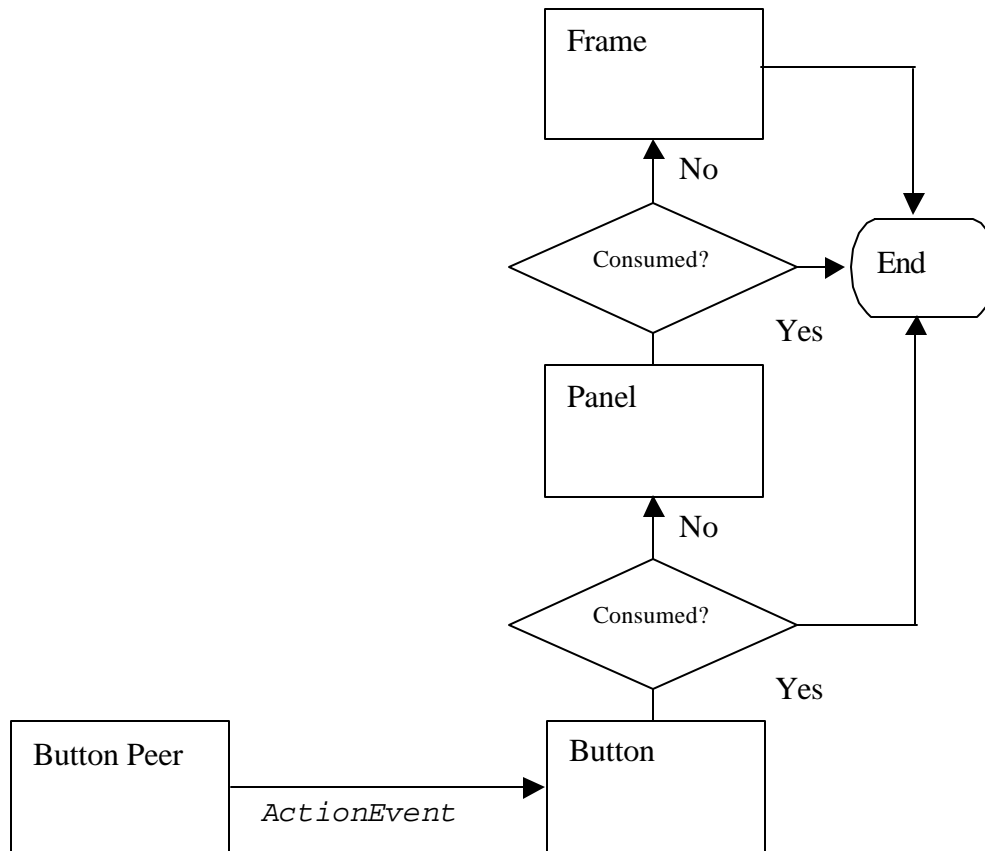 Frame
No
Consumed?
End
Yes
Panel
No
Consumed?
Yes
Button Peer
Button
ActionEvent